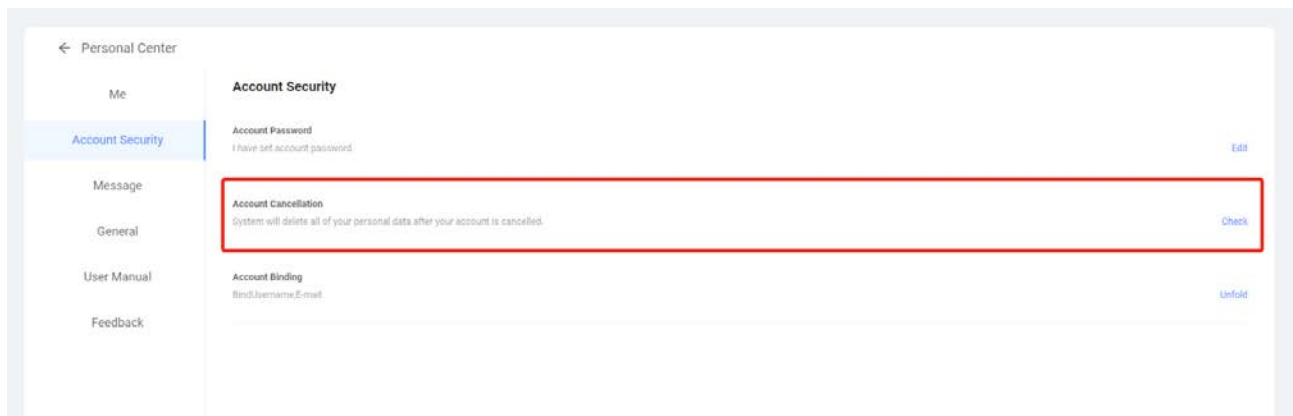 ← Personal Center
Me
Account Security
Message
General
User Manual
Feedback
Account Security
Account Password
I have set account password
Edit
Account Cancellation
System will delete all of your personal data after your account is cancelled.
Check
Account Binding
BindUsername,E-mail
Unfold